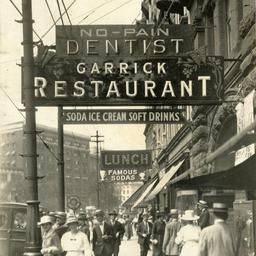 NO-PAIN
DENTIST
GARRICK
RESTAURANT
SODA ICE CREAM SOFT DRINKS
LUNCH
FAMOUS
SODAS